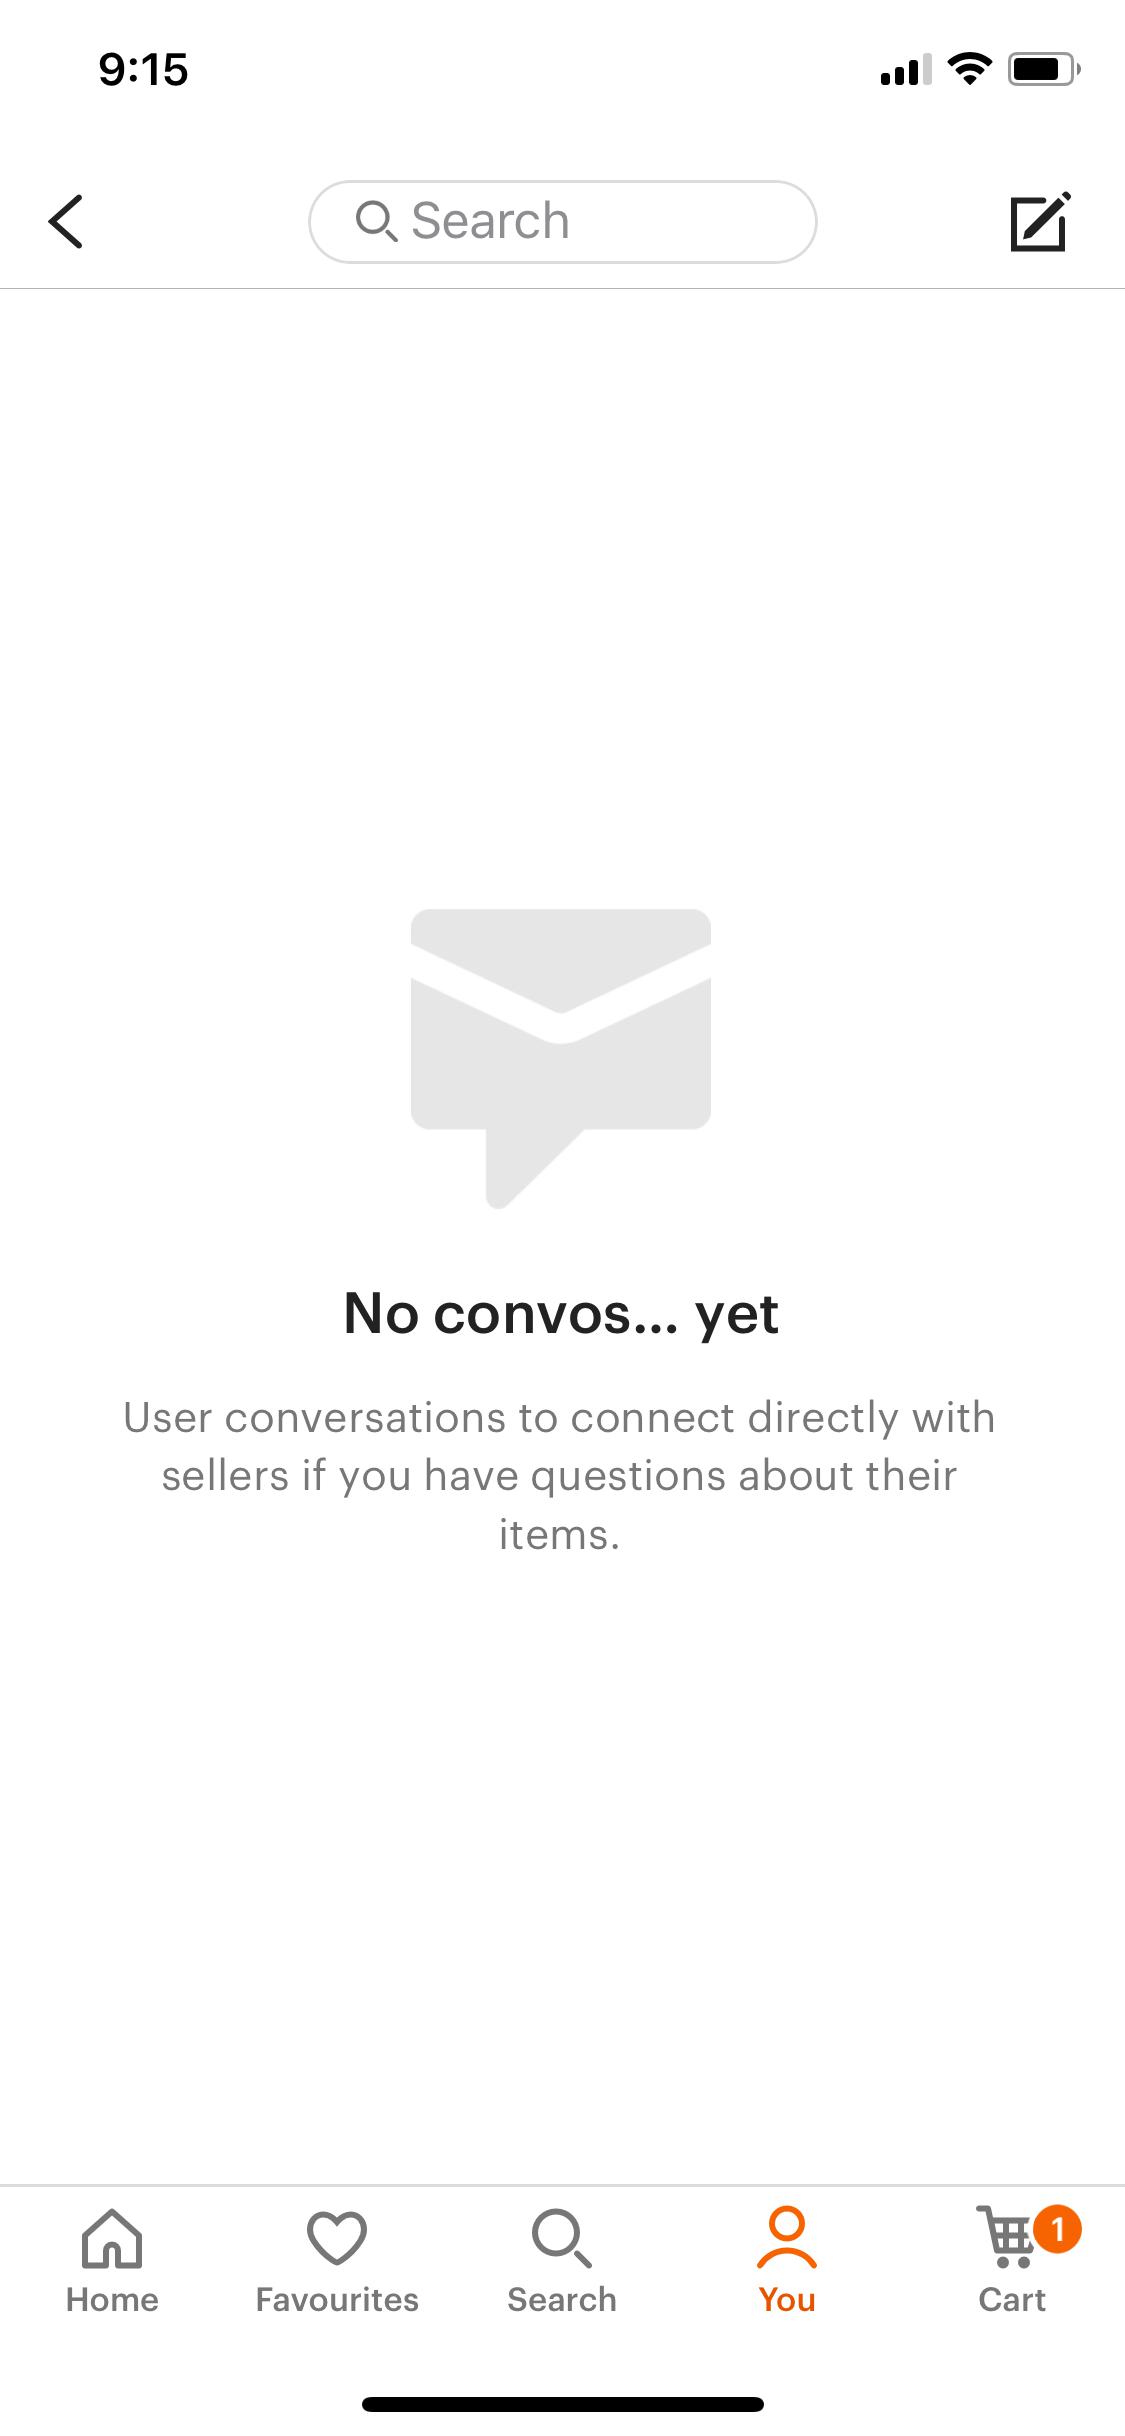 9:15
Search
No convos... yet
User conversations to connect directly with
sellers if you have questions about their
items.
1
Home
Favourites
Search
You
Cart